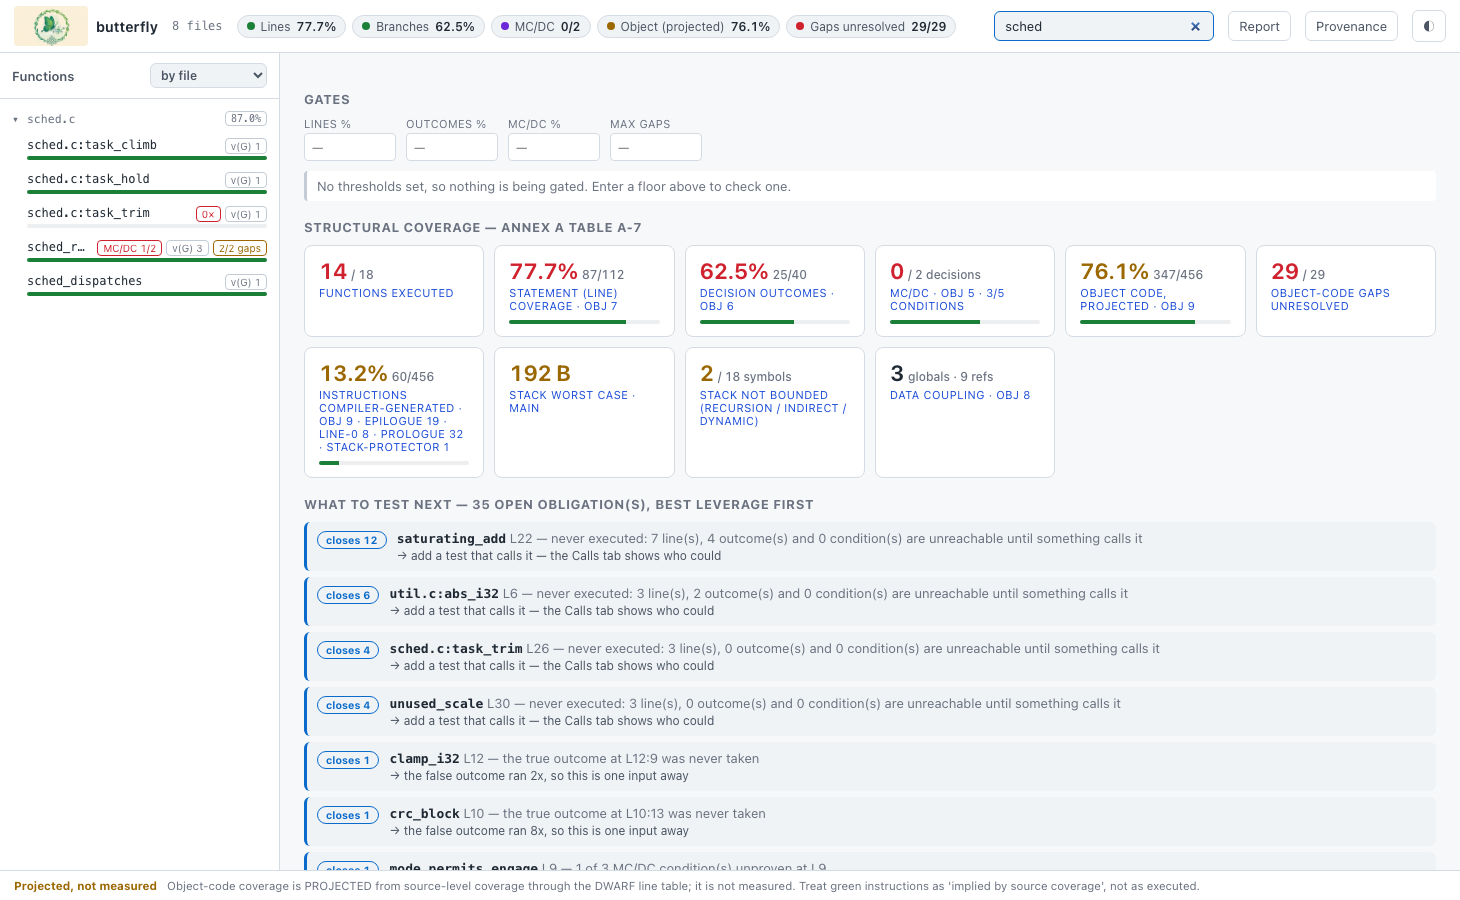 butterfly 8 files Lines 77.7% Branches 62.5% MC/DC 0/2 Object (projected) 76.1% Gaps unresolved 29/29 sched × Report Provenance
Functions by file
▾ sched.c 87.0%
sched.c:task_climb v(G) 1
sched.c:task_hold v(G) 1
sched.c:task_trim 0× v(G) 1
sched_r… MC/DC 1/2 v(G) 3 2/2 gaps
sched_dispatches v(G) 1
GATES
LINES % OUTCOMES % MC/DC % MAX GAPS
— — — —
No thresholds set, so nothing is being gated. Enter a floor above to check one.
STRUCTURAL COVERAGE — ANNEX A TABLE A-7
14 / 18
FUNCTIONS EXECUTED
77.7% 87/112
STATEMENT (LINE)
COVERAGE · OBJ 7
62.5% 25/40
DECISION OUTCOMES ·
OBJ 6
0 / 2 decisions
MC/DC · OBJ 5 · 3/5
CONDITIONS
76.1% 347/456
OBJECT CODE,
PROJECTED · OBJ 9
29 / 29
OBJECT-CODE GAPS
UNRESOLVED
13.2% 60/456
INSTRUCTIONS
COMPILER-GENERATED ·
OBJ 9 · EPILOGUE 19 ·
LINE-0 8 · PROLOGUE 32
· STACK-PROTECTOR 1
192 B
STACK WORST CASE ·
MAIN
2 / 18 symbols
STACK NOT BOUNDED
(RECURSION / INDIRECT /
DYNAMIC)
3 globals · 9 refs
DATA COUPLING · OBJ 8
WHAT TO TEST NEXT — 35 OPEN OBLIGATION(S), BEST LEVERAGE FIRST
closes 12 saturating_add L22 — never executed: 7 line(s), 4 outcome(s) and 0 condition(s) are unreachable until something calls it
→ add a test that calls it — the Calls tab shows who could
closes 6 util.c:abs_i32 L6 — never executed: 3 line(s), 2 outcome(s) and 0 condition(s) are unreachable until something calls it
→ add a test that calls it — the Calls tab shows who could
closes 4 sched.c:task_trim L26 — never executed: 3 line(s), 0 outcome(s) and 0 condition(s) are unreachable until something calls it
→ add a test that calls it — the Calls tab shows who could
closes 4 unused_scale L30 — never executed: 3 line(s), 0 outcome(s) and 0 condition(s) are unreachable until something calls it
→ add a test that calls it — the Calls tab shows who could
closes 1 clamp_i32 L12 — the true outcome at L12:9 was never taken
→ the false outcome ran 2x, so this is one input away
closes 1 crc_block L10 — the true outcome at L10:13 was never taken
→ the false outcome ran 8x, so this is one input away
closes 1 mode_permits_engage L9 — 1 of 3 MC/DC condition(s) unproven at L9
Projected, not measured Object-code coverage is PROJECTED from source-level coverage through the DWARF line table; it is not measured. Treat green instructions as 'implied by source coverage', not as executed.